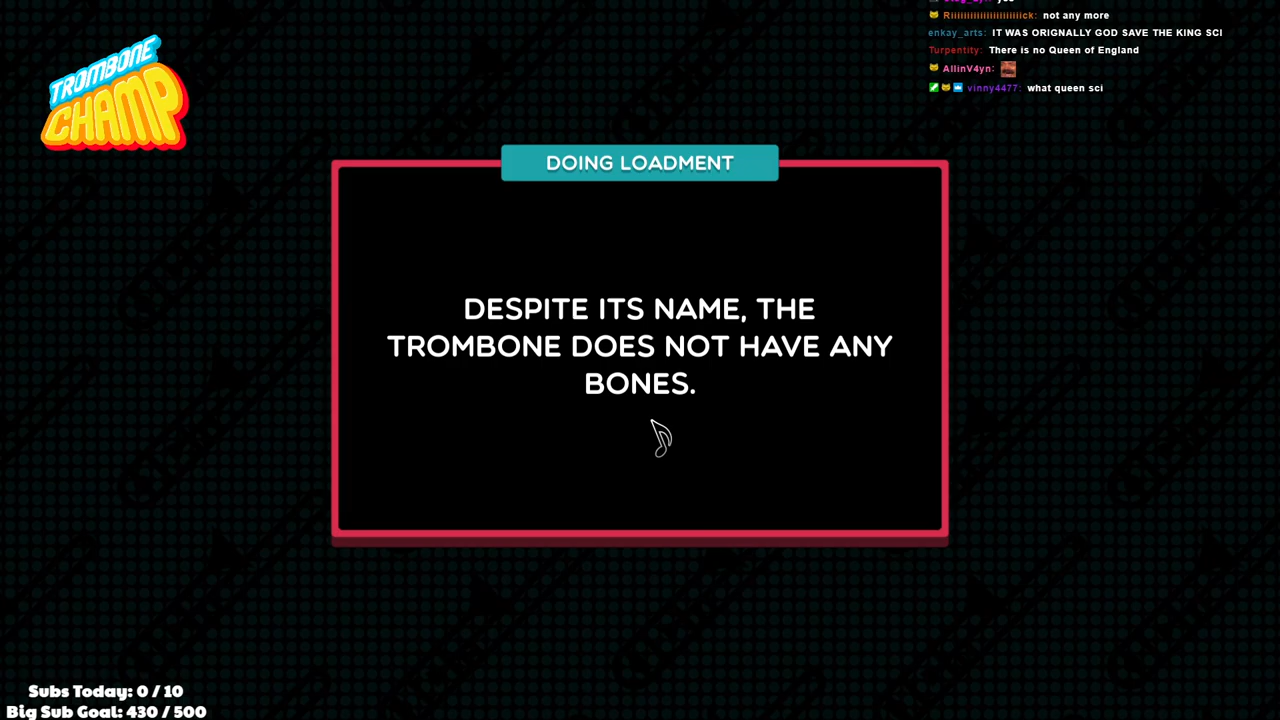 Riiiiiiiiiiiiiiiiiiiiiick: not any more
enkay_arts: IT WAS ORIGNALLY GOD SAVE THE KING SCI
Turpentity: There is no Queen of England
AllinV4yn:
vinny4477: what queen sci
TROMBONE
CHAMP
DOING LOADMENT
DESPITE ITS NAME, THE
TROMBONE DOES NOT HAVE ANY
BONES.
Subs Today: 0 / 10
Big Sub Goal: 430 / 500